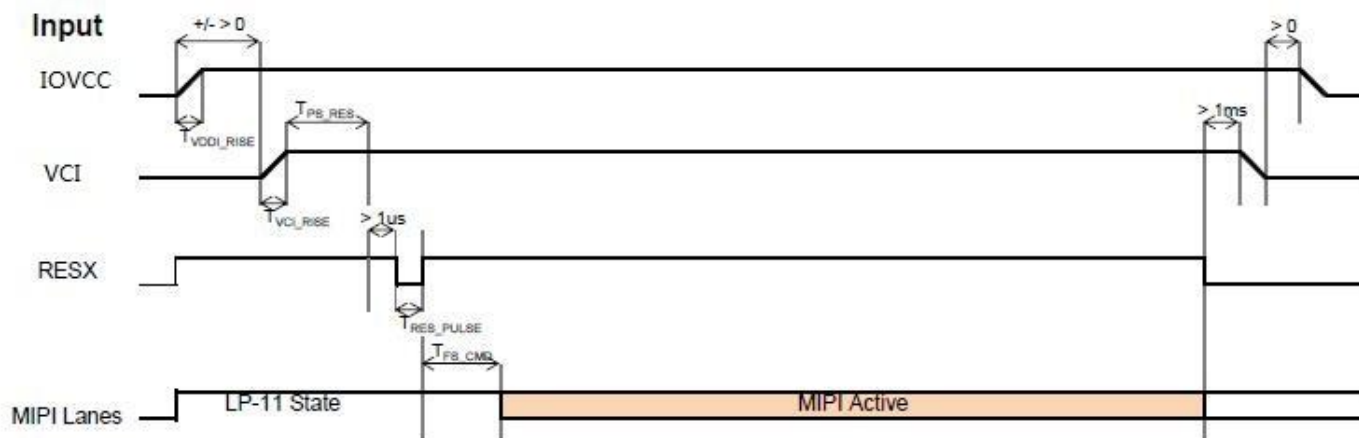 Input
+/- > 0
> 0
IOVCC
TVDDI_RISE
TPS_RES
> 1ms
VCI
TVCI_RISE
> 1us
RESX
TRES_PULSE
TFS_CMD
MIPI Lanes
LP-11 State
MIPI Active